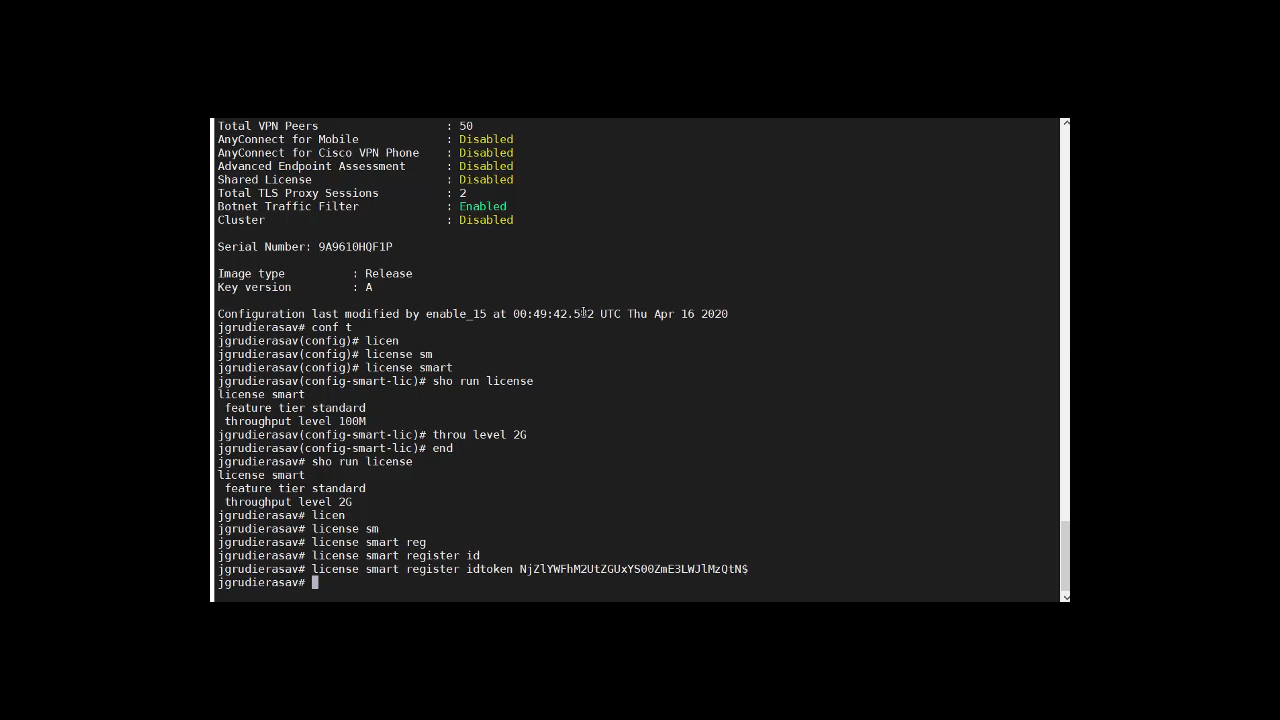 Total VPN Peers : 50
AnyConnect for Mobile : Disabled
AnyConnect for Cisco VPN Phone : Disabled
Advanced Endpoint Assessment : Disabled
Shared License : Disabled
Total TLS Proxy Sessions : 2
Botnet Traffic Filter : Enabled
Cluster : Disabled
Serial Number: 9A9610HQF1P
Image type : Release
Key version : A
Configuration last modified by enable_15 at 00:49:42.592 UTC Thu Apr 16 2020
jgrudierasav# conf t
jgrudierasav(config)# licen
jgrudierasav(config)# license sm
jgrudierasav(config)# license smart
jgrudierasav(config-smart-lic)# sho run license
license smart
feature tier standard
throughput level 100M
jgrudierasav(config-smart-lic)# throu level 2G
jgrudierasav(config-smart-lic)# end
jgrudierasav# sho run license
license smart
feature tier standard
throughput level 2G
jgrudierasav# licen
jgrudierasav# license sm
jgrudierasav# license smart reg
jgrudierasav# license smart register id
jgrudierasav# license smart register idtoken NjZlYWFhM2UtZGUxYS00ZmE3LWJlMzQtN$
jgrudierasav#